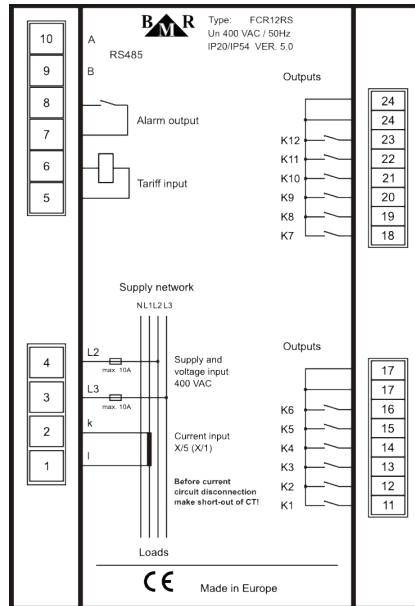 B M R
Type: FCR12RS
Un 400 VAC / 50Hz
IP20/IP54 VER. 5.0
10
A
RS485
9
B
8
7
Alarm output
6
5
Tariff input
Outputs
24
24
K12 23
K11 22
K10 21
K9 20
K8 19
K7 18
Supply network
NL1L2L3
4
L2
max. 10A
3
L3
max. 10A
Supply and
voltage input
400 VAC
2
k
1
l
Current input
X/5 (X/1)
Before current
circuit disconnection
make short-out of CT!
Outputs
17
17
K6 16
K5 15
K4 14
K3 13
K2 12
K1 11
Loads
CE
Made in Europe